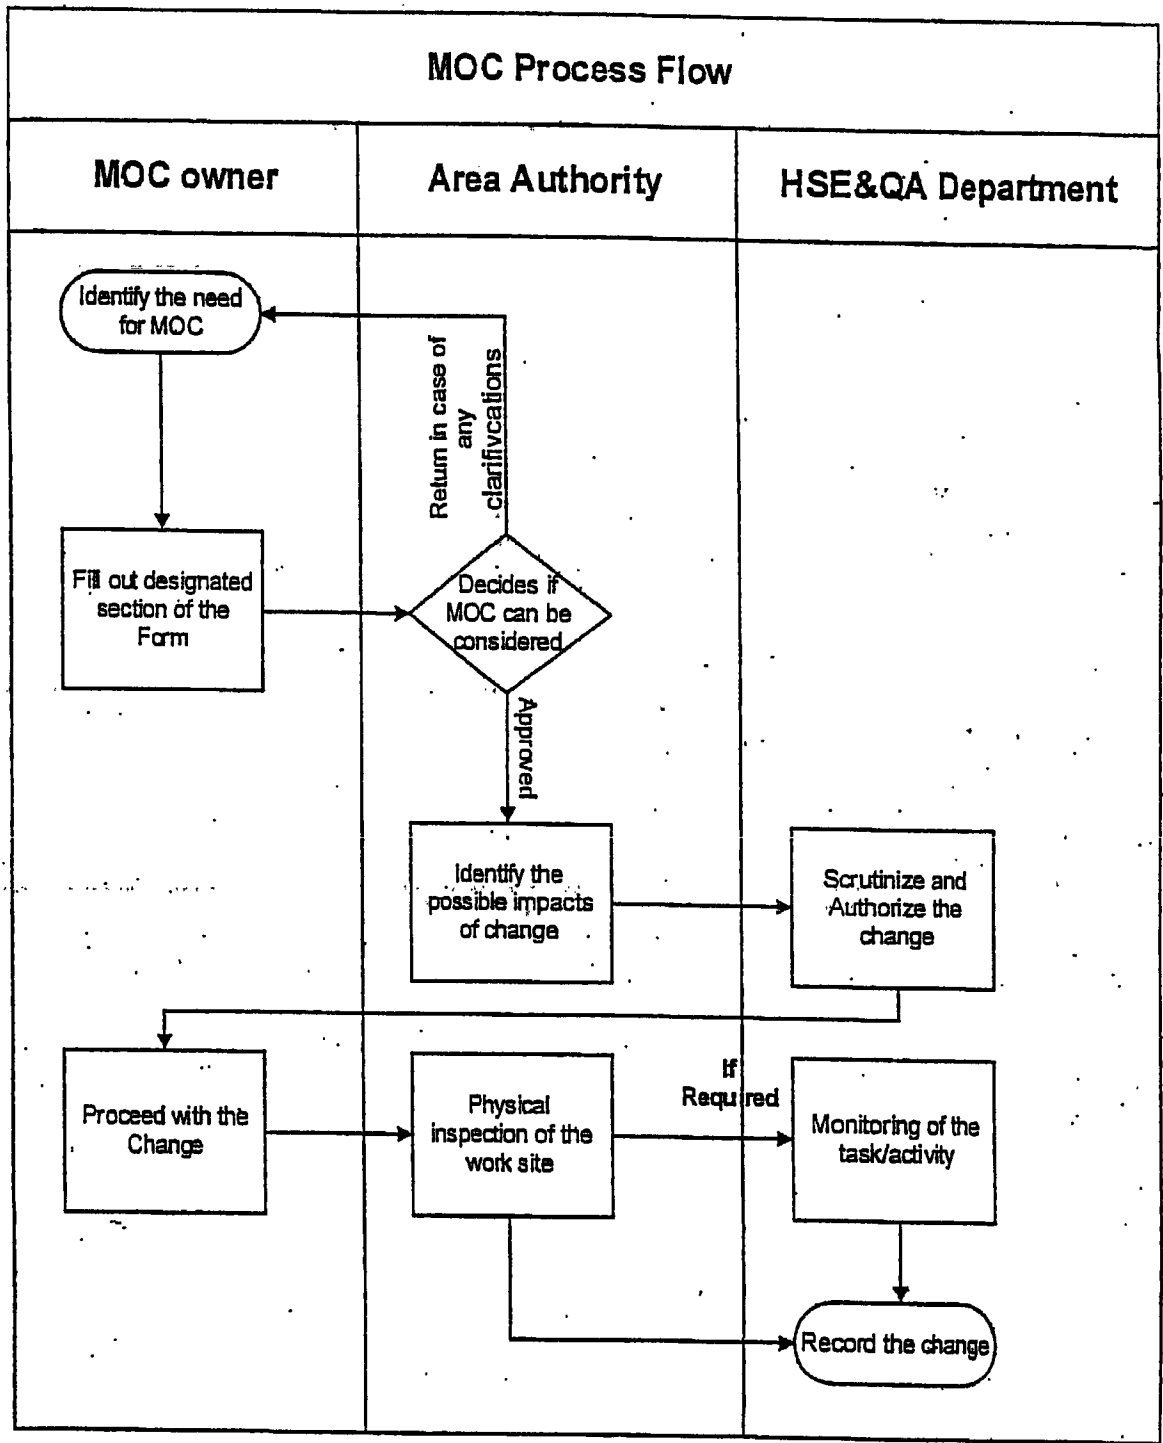 MOC Process Flow
MOC owner
Area Authority
HSE&QA Department
Identify the need
for MOC
Return in case of
any
clarifivcations
Fill out designated
section of the
Form
Decides if
MOC can be
considered
Approved
Identify the
possible impacts
of change
Scrutinize and
Authorize the
change
Proceed with the
Change
Physical
inspection of the
work site
If
Required
Monitoring of the
task/activity
Record the change